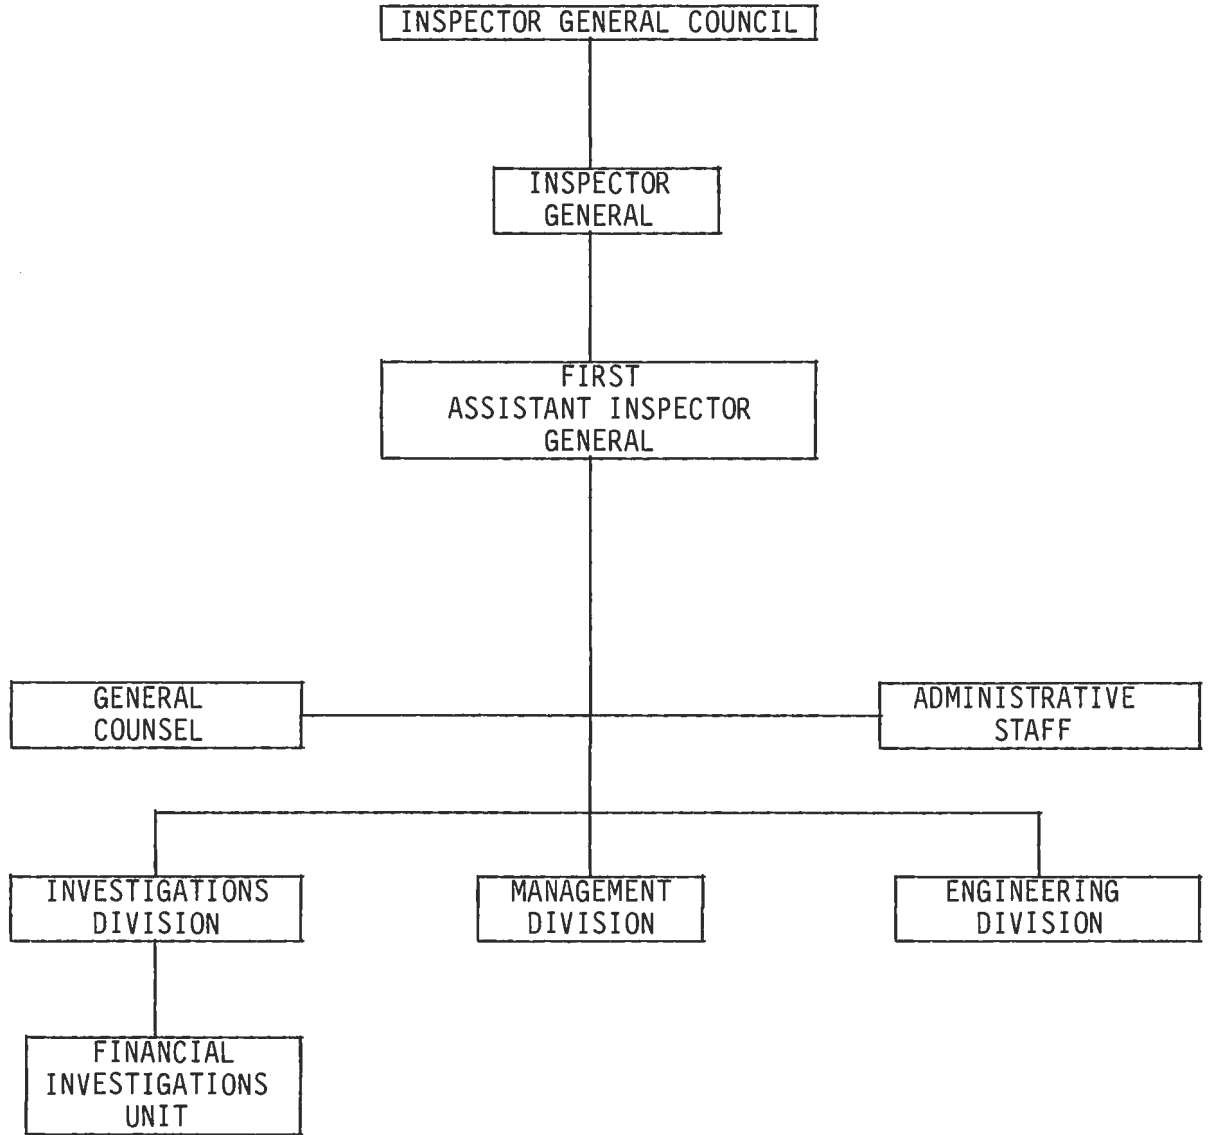 INSPECTOR GENERAL COUNCIL
INSPECTOR
GENERAL
FIRST
ASSISTANT INSPECTOR
GENERAL
GENERAL
COUNSEL
ADMINISTRATIVE
STAFF
INVESTIGATIONS
DIVISION
MANAGEMENT
DIVISION
ENGINEERING
DIVISION
FINANCIAL
INVESTIGATIONS
UNIT